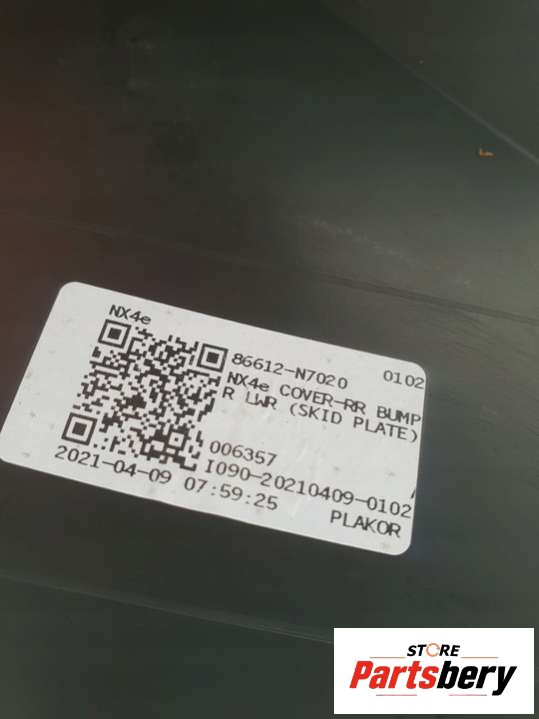 NX4e
86612-N7020 0102
NX4e COVER-RR BUMP
R LWR (SKID PLATE)
006357
I090-20210409-0102
2021-04-09 07:59:25
PLAKOR
STORE
Partsbery